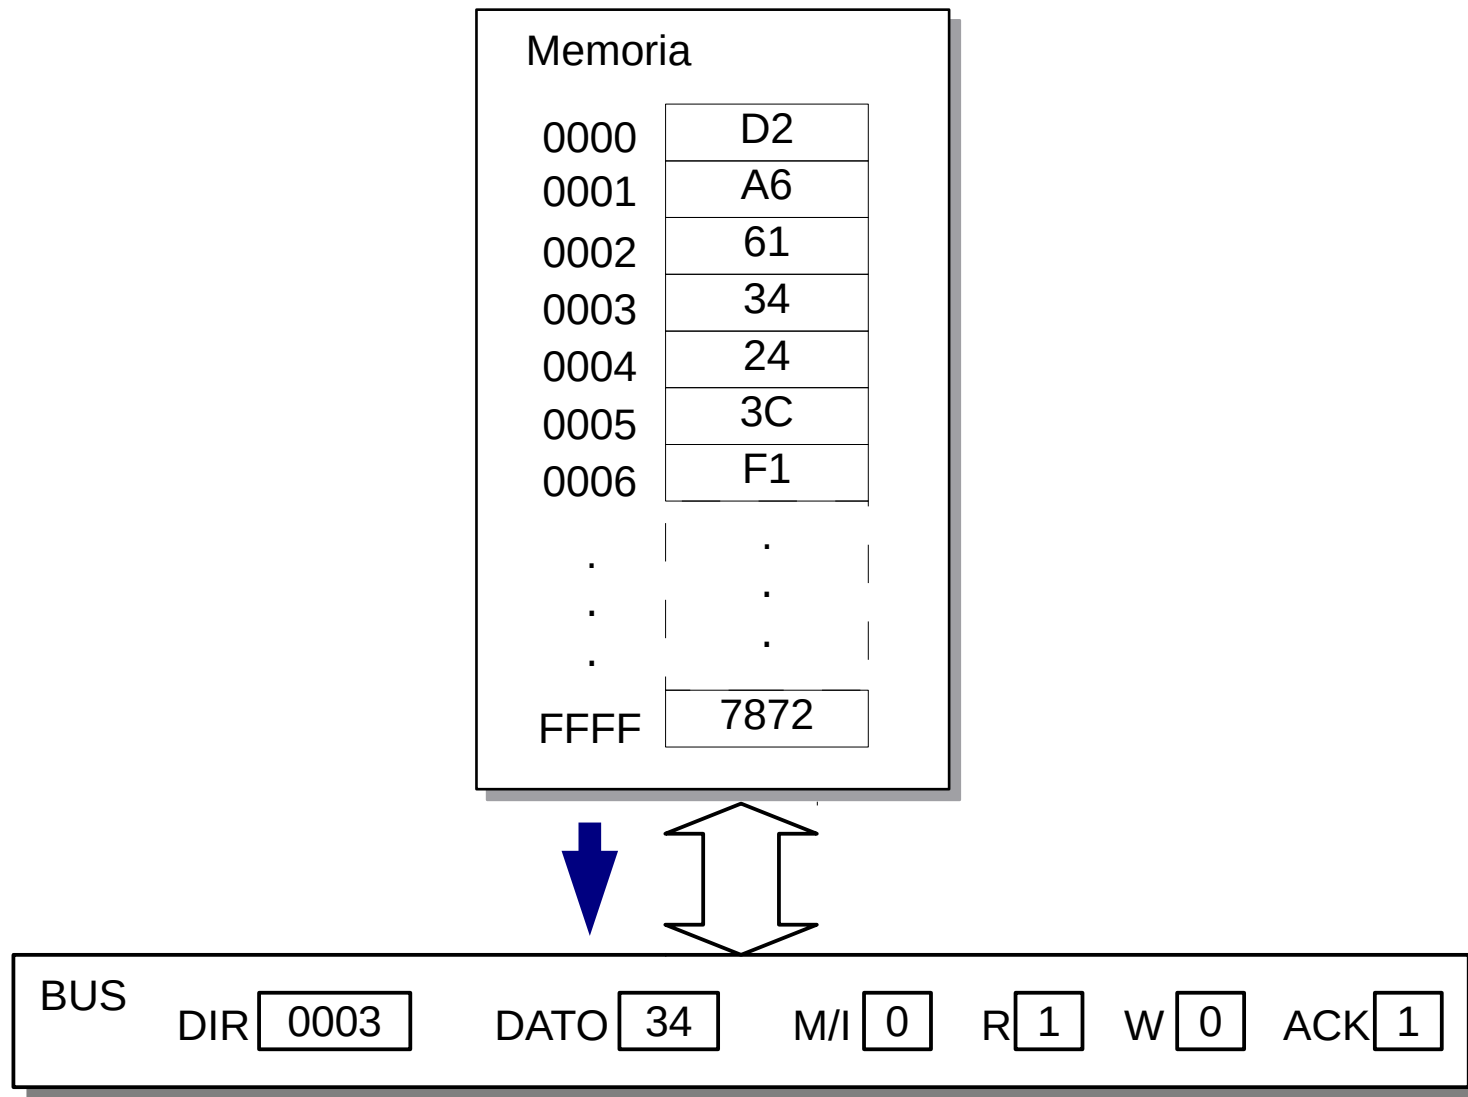 Memoria
0000 D2
0001 A6
0002 61
0003 34
0004 24
0005 3C
0006 F1
. .
. .
. .
FFFF 7872
BUS DIR 0003 DATO 34 M/I 0 R 1 W 0 ACK 1